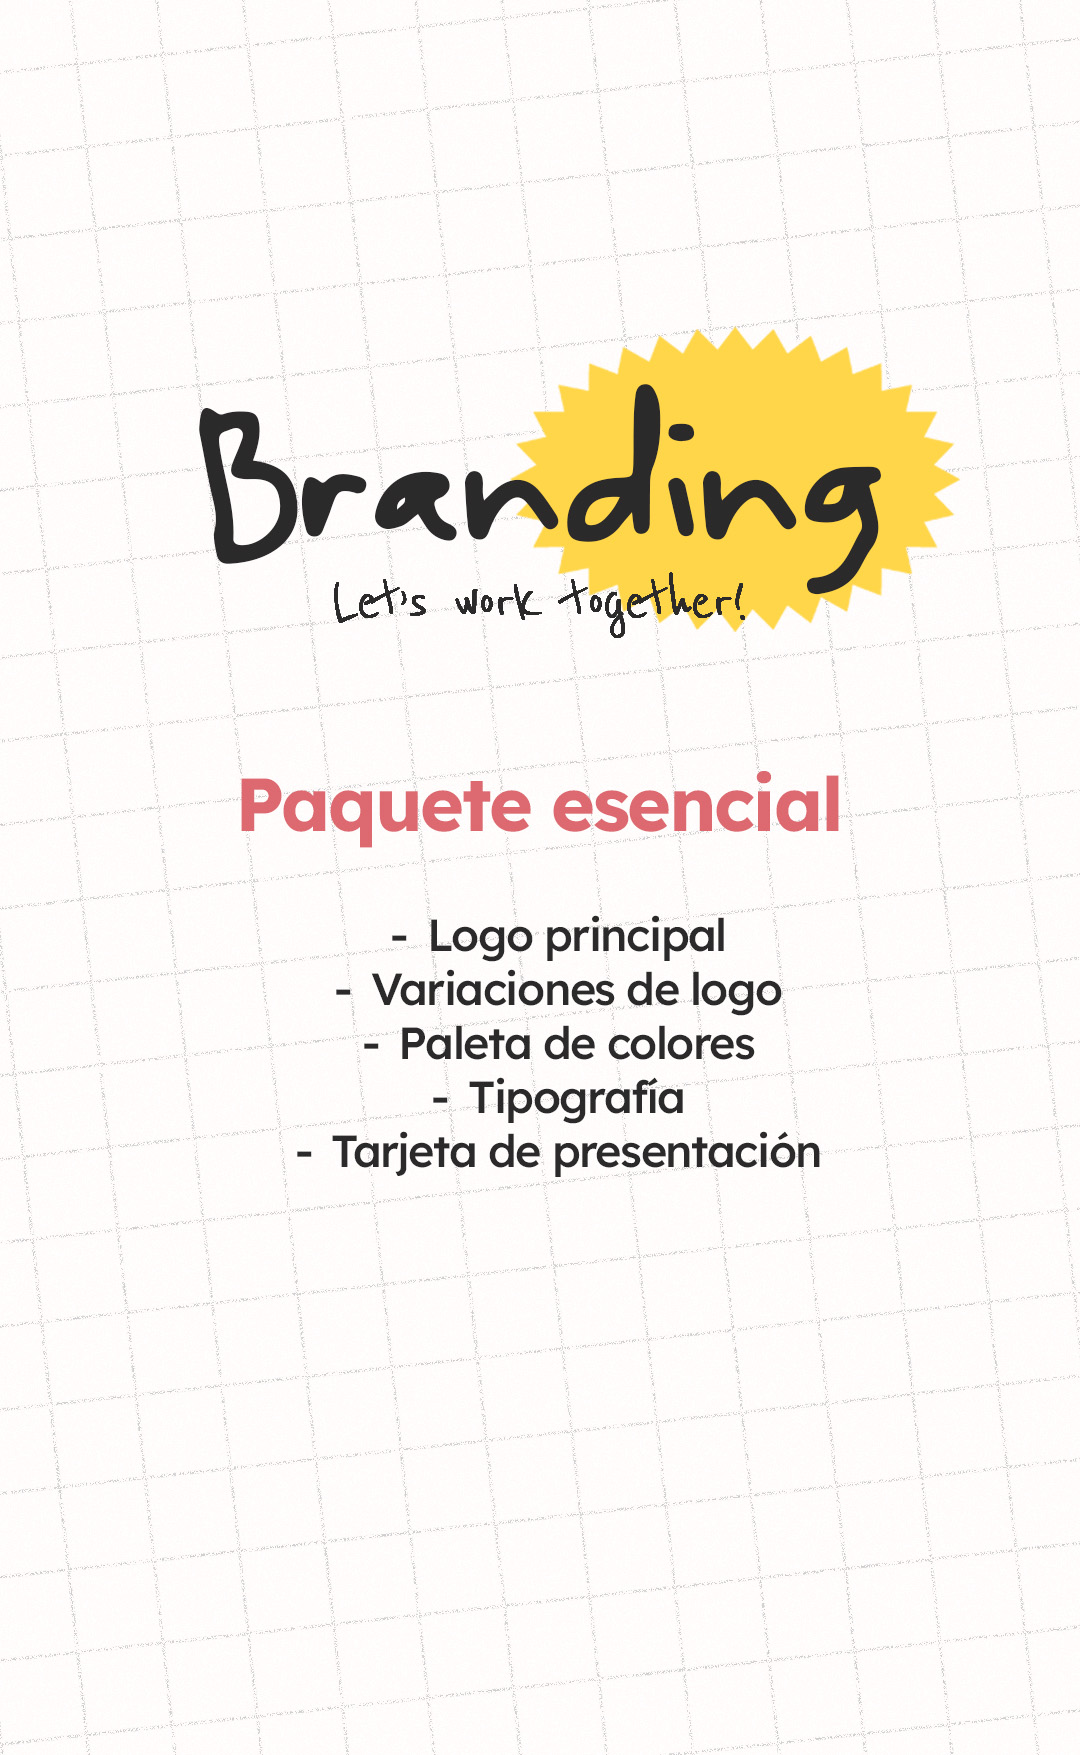 Branding
Let's work together!
Paquete esencial
- Logo principal
- Variaciones de logo
- Paleta de colores
- Tipografía
- Tarjeta de presentación